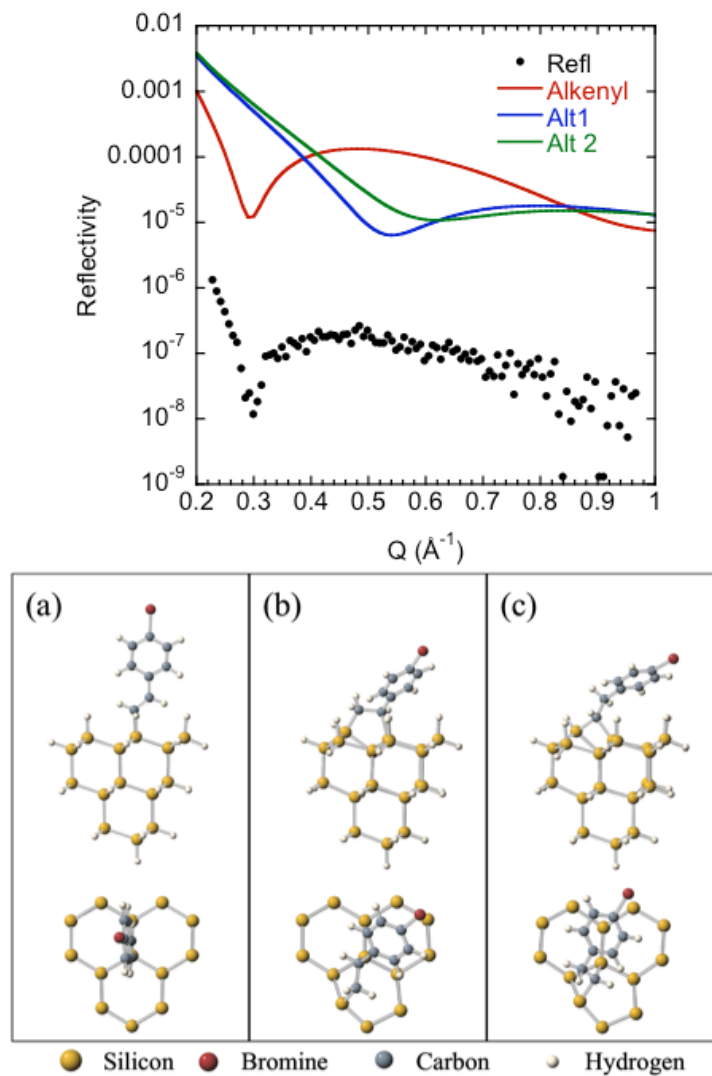 0.01
0.001
0.0001
10⁻⁵
10⁻⁶
10⁻⁷
10⁻⁸
10⁻⁹
Reflectivity
Refl
Alkenyl
Alt1
Alt 2
0.2 0.3 0.4 0.5 0.6 0.7 0.8 0.9 1
Q (Å⁻¹)
(a) (b) (c)
Silicon Bromine Carbon Hydrogen